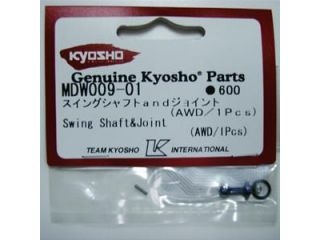 KYOSHO
Genuine Kyosho® Parts
MDW009-01
●600
スイングシャフトandジョイント
(AWD/1Pcs)
Swing Shaft&Joint
(AWD/1Pcs)
TEAM KYOSHO K INTERNATIONAL